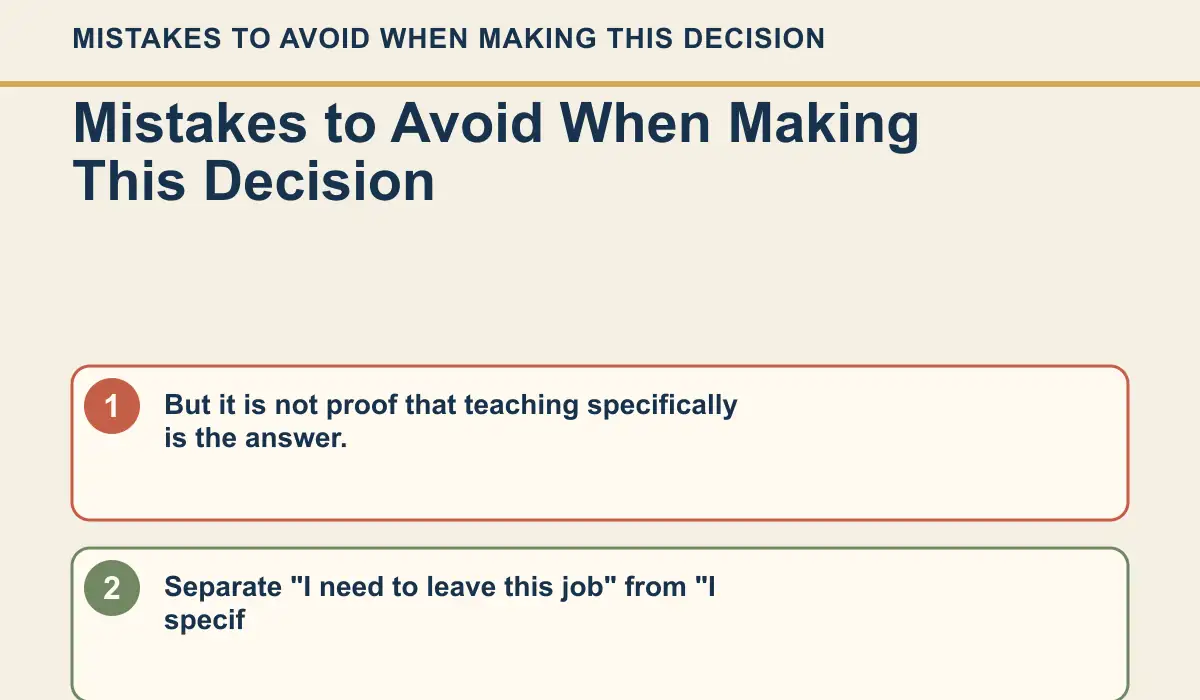 MISTAKES TO AVOID WHEN MAKING THIS DECISION
Mistakes to Avoid When Making
This Decision
1
But it is not proof that teaching specifically
is the answer.
2
Separate "I need to leave this job" from "I
specif